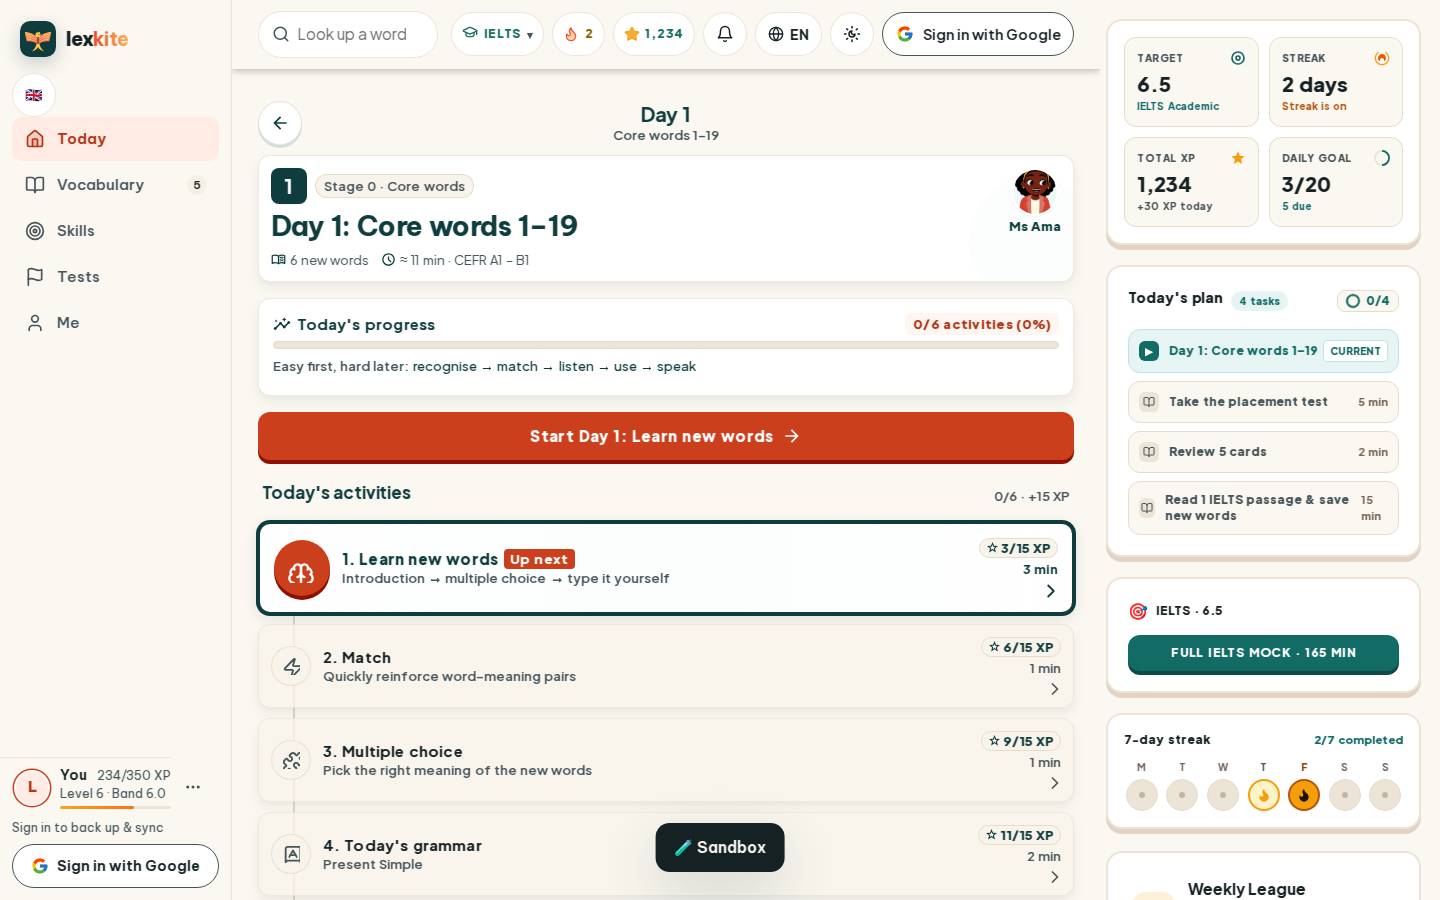 lexkite
Today
Vocabulary
5
Skills
Tests
Me
L
You 234/350 XP
Level 6 · Band 6.0
Sign in to back up & sync
Sign in with Google
Look up a word
IELTS
2
1,234
EN
Sign in with Google
Day 1
Core words 1–19
1
Stage 0 · Core words
Day 1: Core words 1–19
6 new words
≈ 11 min · CEFR A1 – B1
Ms Ama
Today's progress
0/6 activities (0%)
Easy first, hard later: recognise → match → listen → use → speak
Start Day 1: Learn new words →
Today's activities
0/6 · +15 XP
1. Learn new words Up next
Introduction → multiple choice → type it yourself
3/15 XP
3 min
2. Match
Quickly reinforce word–meaning pairs
6/15 XP
1 min
3. Multiple choice
Pick the right meaning of the new words
9/15 XP
1 min
4. Today's grammar
Present Simple
11/15 XP
2 min
Sandbox
TARGET
6.5
IELTS Academic
STREAK
2 days
Streak is on
TOTAL XP
1,234
+30 XP today
DAILY GOAL
3/20
5 due
Today's plan
4 tasks
0/4
Day 1: Core words 1–19 CURRENT
Take the placement test
5 min
Review 5 cards
2 min
Read 1 IELTS passage & save
new words
15
min
IELTS · 6.5
FULL IELTS MOCK · 165 MIN
7-day streak
2/7 completed
M T W T F S S
Weekly League